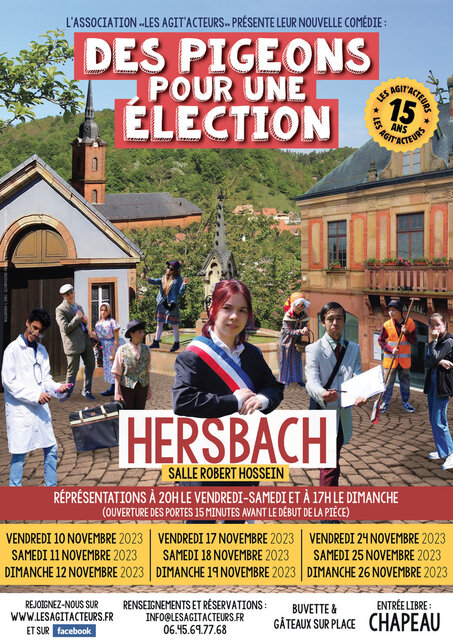 L'ASSOCIATION «LES AGIT'ACTEURS» PRÉSENTE LEUR NOUVELLE COMÉDIE :
DES PIGEONS
POUR UNE
ÉLECTION
LES AGIT'ACTEURS
15
ANS
LES AGIT'ACTEURS
HERSBACH
SALLE ROBERT HOSSEIN
RÉPRÉSENTATIONS À 20H LE VENDREDI-SAMEDI ET À 17H LE DIMANCHE
(OUVERTURE DES PORTES 15 MINUTES AVANT LE DÉBUT DE LA PIÈCE)
VENDREDI 10 NOVEMBRE 2023
SAMEDI 11 NOVEMBRE 2023
DIMANCHE 12 NOVEMBRE 2023
VENDREDI 17 NOVEMBRE 2023
SAMEDI 18 NOVEMBRE 2023
DIMANCHE 19 NOVEMBRE 2023
VENDREDI 24 NOVEMBRE 2023
SAMEDI 25 NOVEMBRE 2023
DIMANCHE 26 NOVEMBRE 2023
REJOIGNEZ-NOUS SUR
WWW.LESAGITACTEURS.FR
ET SUR facebook
RENSEIGNEMENTS ET RÉSERVATIONS :
INFO@LESAGITACTEURS.FR
06.45.69.77.68
BUVETTE &
GÂTEAUX SUR PLACE
ENTRÉE LIBRE :
CHAPEAU